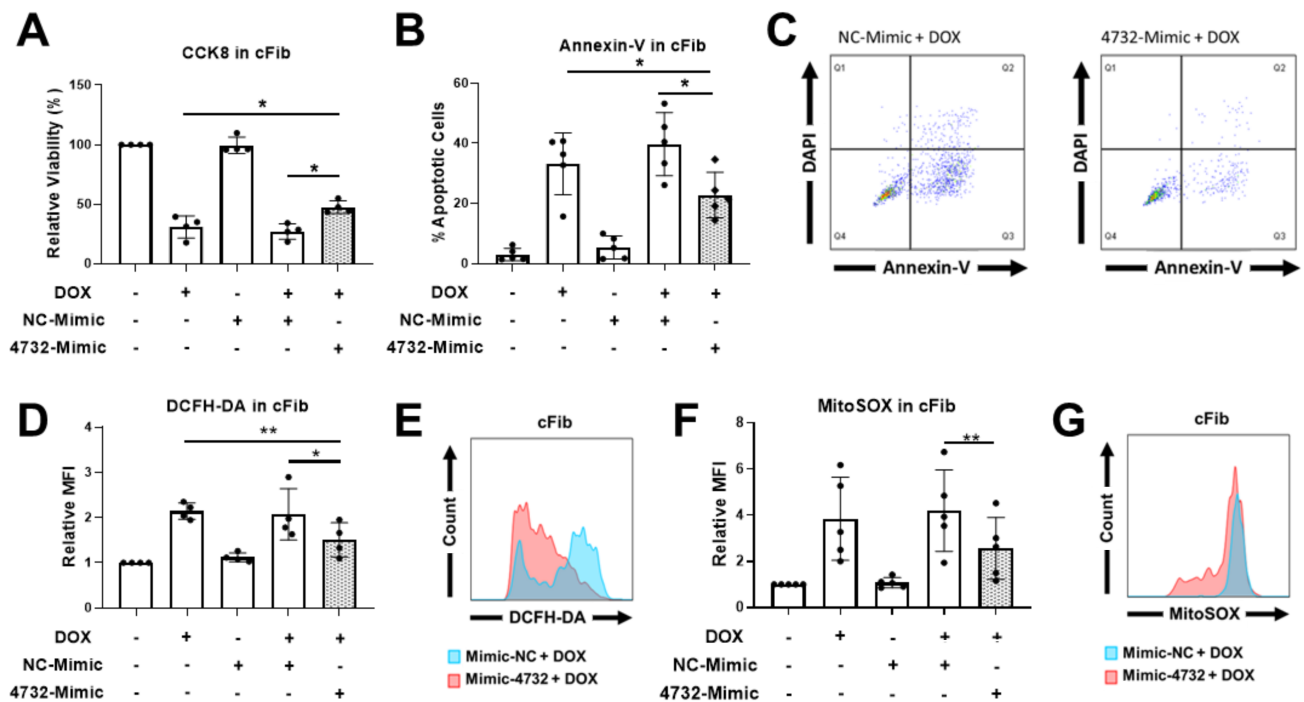 A
CCK8 in cFib
Relative Viability (%)
150
100
50
0
*
*
DOX - + - + +
NC-Mimic - - + + -
4732-Mimic - - - - +
B
Annexin-V in cFib
% Apoptotic Cells
60
40
20
0
*
*
DOX - + - + +
NC-Mimic - - + + -
4732-Mimic - - - - +
C
NC-Mimic + DOX
Q1
Q2
Q4
Q3
DAPI
Annexin-V
4732-Mimic + DOX
Q1
Q2
Q4
Q3
DAPI
Annexin-V
D
DCFH-DA in cFib
Relative MFI
4
3
2
1
0
**
*
DOX - + - + +
NC-Mimic - - + + -
4732-Mimic - - - - +
E
cFib
Count
DCFH-DA
Mimic-NC + DOX
Mimic-4732 + DOX
F
MitoSOX in cFib
Relative MFI
8
6
4
2
0
**
DOX - + - + +
NC-Mimic - - + + -
4732-Mimic - - - - +
G
cFib
Count
MitoSOX
Mimic-NC + DOX
Mimic-4732 + DOX